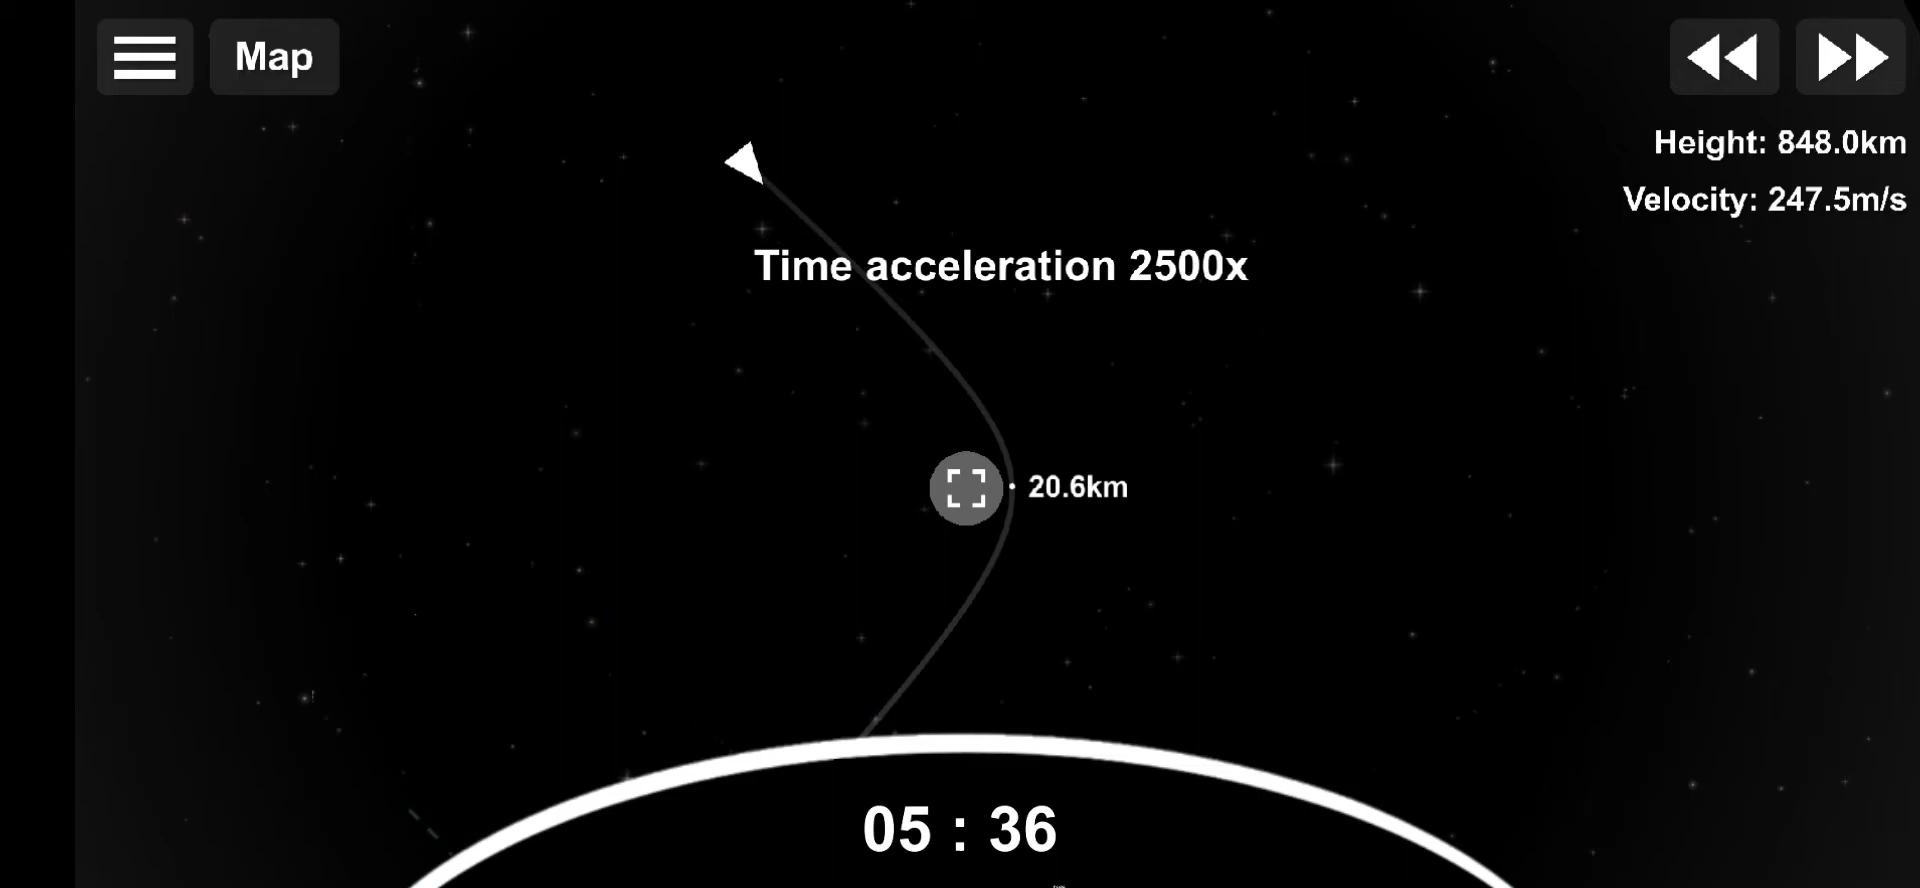 Map
Height: 848.0km
Velocity: 247.5m/s
Time acceleration 2500x
20.6km
05 : 36